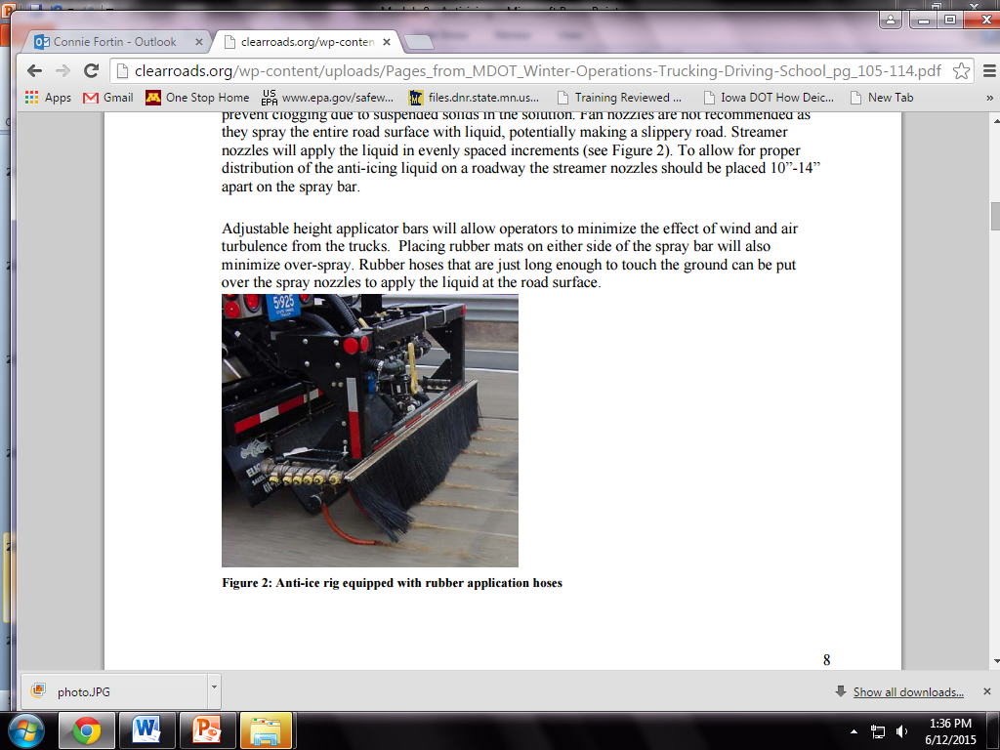 Connie Fortin - Outlook
clearroads.org/wp-conten
clearroads.org/wp-content/uploads/Pages_from_MDOT_Winter-Operations-Trucking-Driving-School_pg_105-114.pdf
Apps Gmail One Stop Home US EPA www.epa.gov/safew... files.dnr.state.mn.us... Training Reviewed ... Iowa DOT How Deic... New Tab »
prevent clogging due to suspended solids in the solution. Fan nozzles are not recommended as
they spray the entire road surface with liquid, potentially making a slippery road. Streamer
nozzles will apply the liquid in evenly spaced increments (see Figure 2). To allow for proper
distribution of the anti-icing liquid on a roadway the streamer nozzles should be placed 10”-14”
apart on the spray bar.
Adjustable height applicator bars will allow operators to minimize the effect of wind and air
turbulence from the trucks. Placing rubber mats on either side of the spray bar will also
minimize over-spray. Rubber hoses that are just long enough to touch the ground can be put
over the spray nozzles to apply the liquid at the road surface.
5925
Figure 2: Anti-ice rig equipped with rubber application hoses
8
photo.JPG
Show all downloads...
1:36 PM
6/12/2015